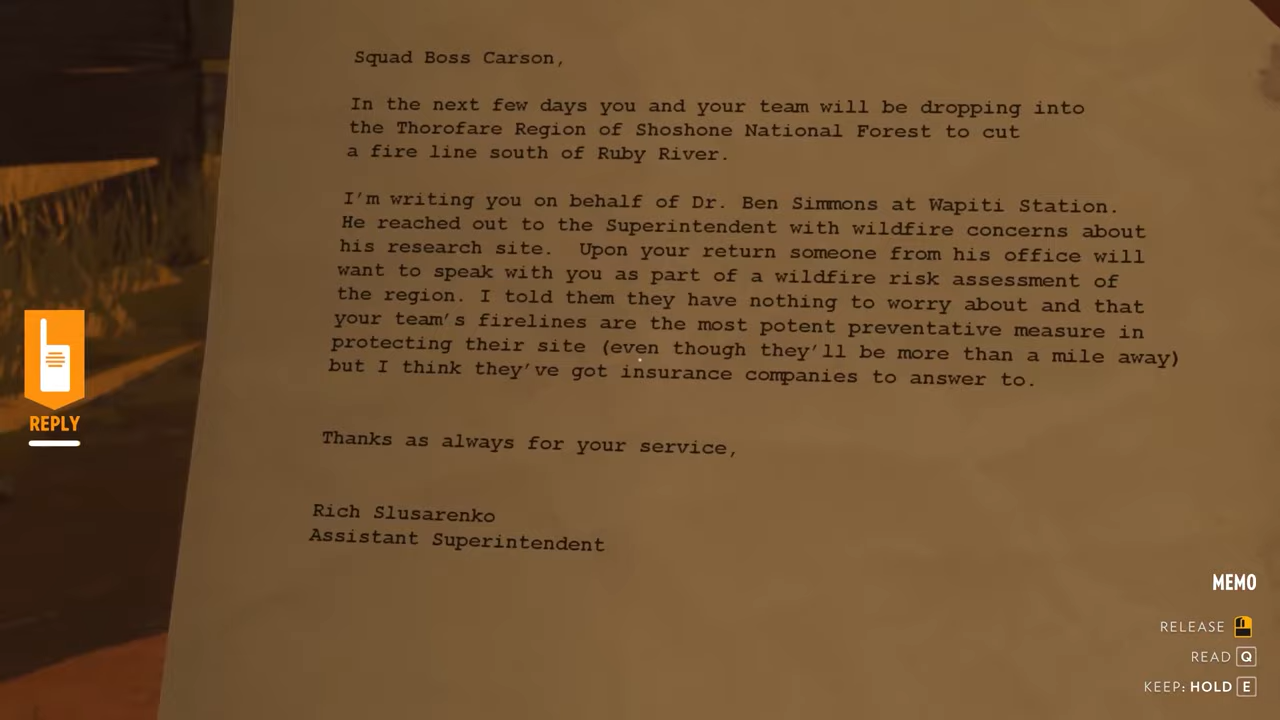 Squad Boss Carson,
In the next few days you and your team will be dropping into
the Thorofare Region of Shoshone National Forest to cut
a fire line south of Ruby River.
I'm writing you on behalf of Dr. Ben Simmons at Wapiti Station.
He reached out to the Superintendent with wildfire concerns about
his research site.  Upon your return someone from his office will
want to speak with you as part of a wildfire risk assessment of
the region. I told them they have nothing to worry about and that
your team's firelines are the most potent preventative measure in
protecting their site (even though they'll be more than a mile away)
but I think they've got insurance companies to answer to.
Thanks as always for your service,
Rich Slusarenko
Assistant Superintendent
REPLY
MEMO
RELEASE
READ Q
KEEP: HOLD E